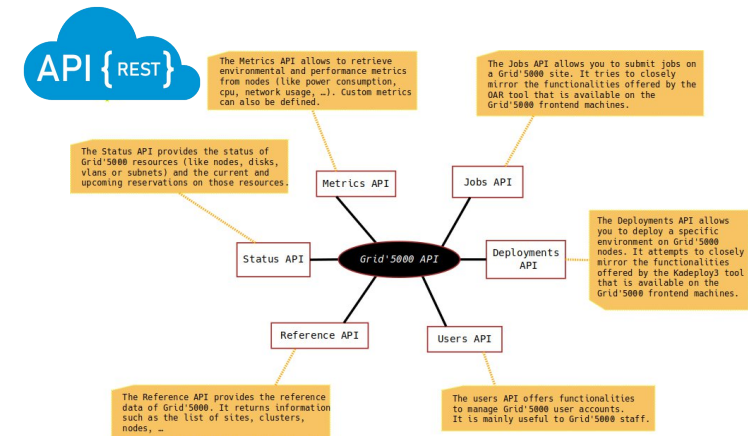 API { REST }
The Metrics API allows to retrieve
environmental and performance metrics
from nodes (like power consumption,
cpu, network usage, …). Custom metrics
can also be defined.
The Jobs API allows you to submit jobs on
a Grid'5000 site. It tries to closely
mirror the functionalities offered by the
OAR tool that is available on the
Grid'5000 frontend machines.
The Status API provides the status of
Grid'5000 resources (like nodes, disks,
vlans or subnets) and the current and
upcoming reservations on those resources.
Metrics API
Jobs API
The Deployments API allows
you to deploy a specific
environment on Grid'5000
nodes. It attempts to closely
mirror the functionalities
offered by the Kadeploy3 tool
that is available on the
Grid'5000 frontend machines.
Status API
Grid'5000 API
Deployments
API
Reference API
Users API
The Reference API provides the reference
data of Grid'5000. It returns information
such as the list of sites, clusters,
nodes, …
The users API offers functionalities
to manage Grid'5000 user accounts.
It is mainly useful to Grid'5000 staff.